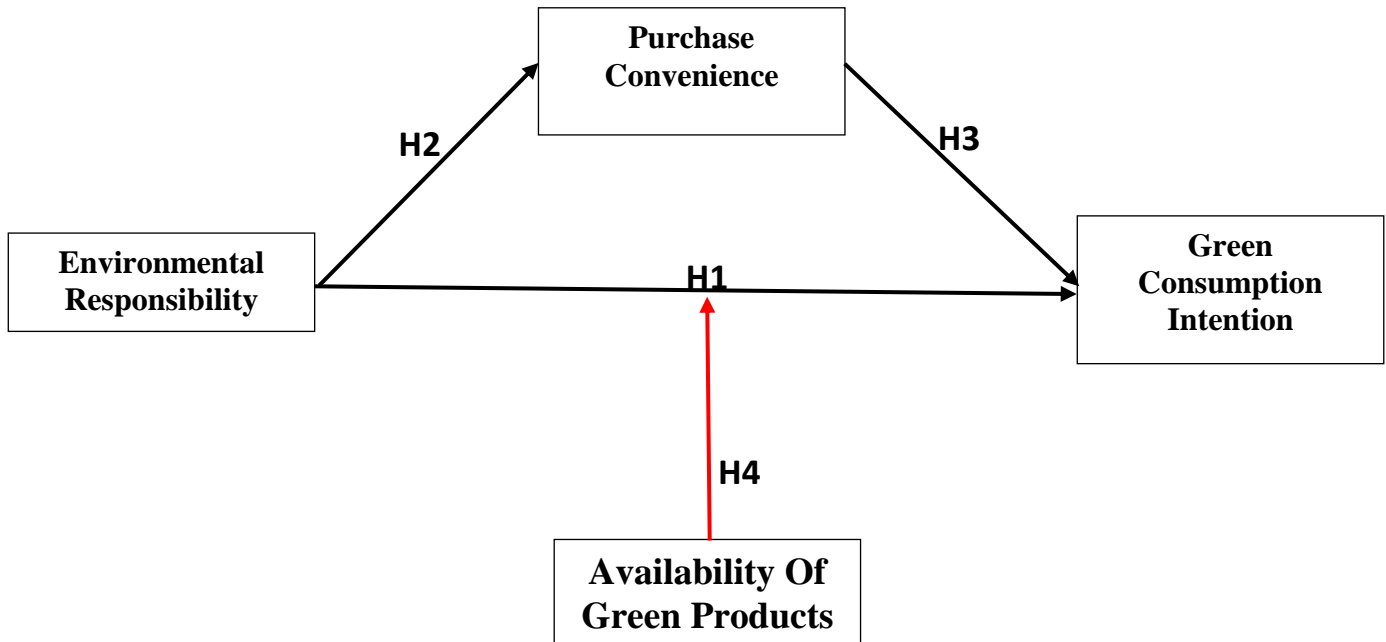 Purchase
Convenience
H2
H3
Environmental
Responsibility
H1
Green
Consumption
Intention
H4
Availability Of
Green Products